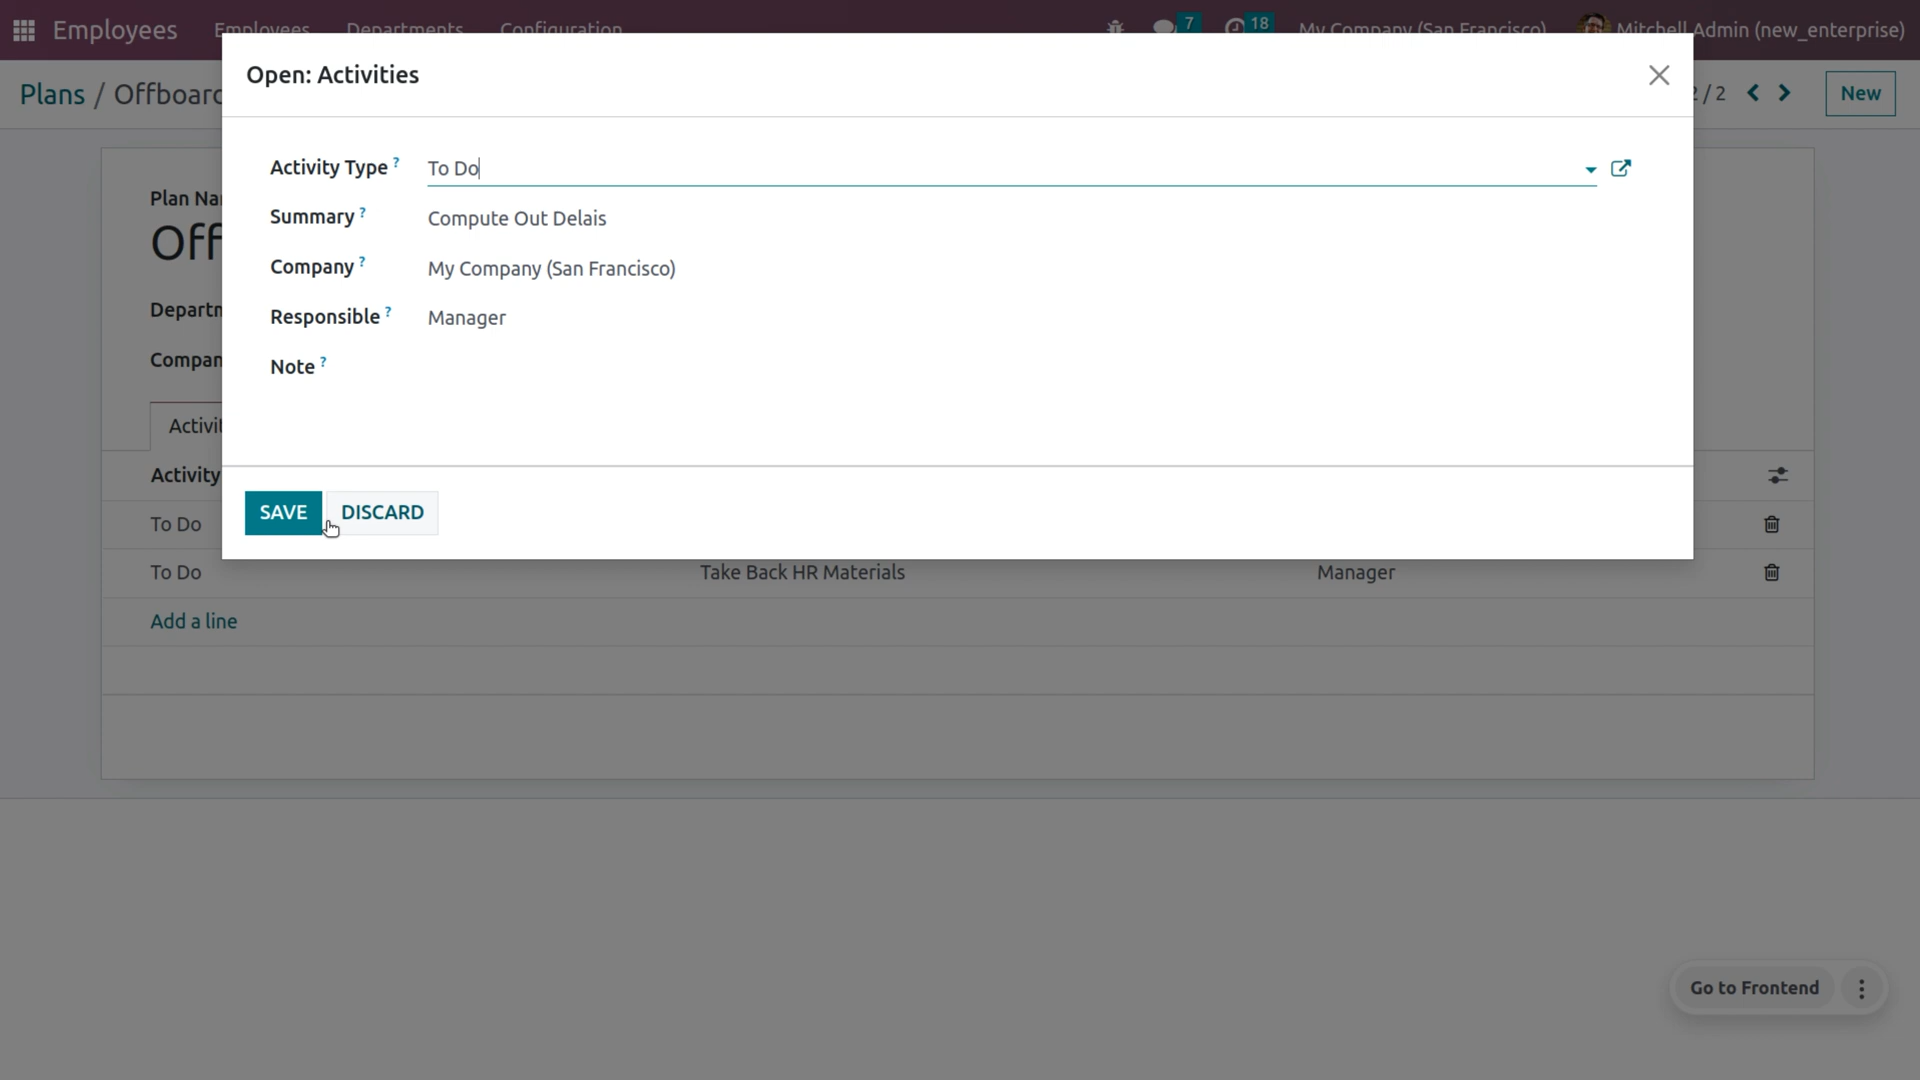 Employees Employees Departments Configuration 7 18 My Company (San Francisco) Mitchell Admin (new_enterprise)
Open: Activities
Plans / Offboard 2 / 2 New
Activity Type ? To Do
Plan Na
Summary ? Compute Out Delais
Off
Company ? My Company (San Francisco)
Departn
Responsible ? Manager
Compan
Note ?
Activit
Activity
SAVE DISCARD
To Do
To Do Take Back HR Materials Manager
Add a line
Go to Frontend